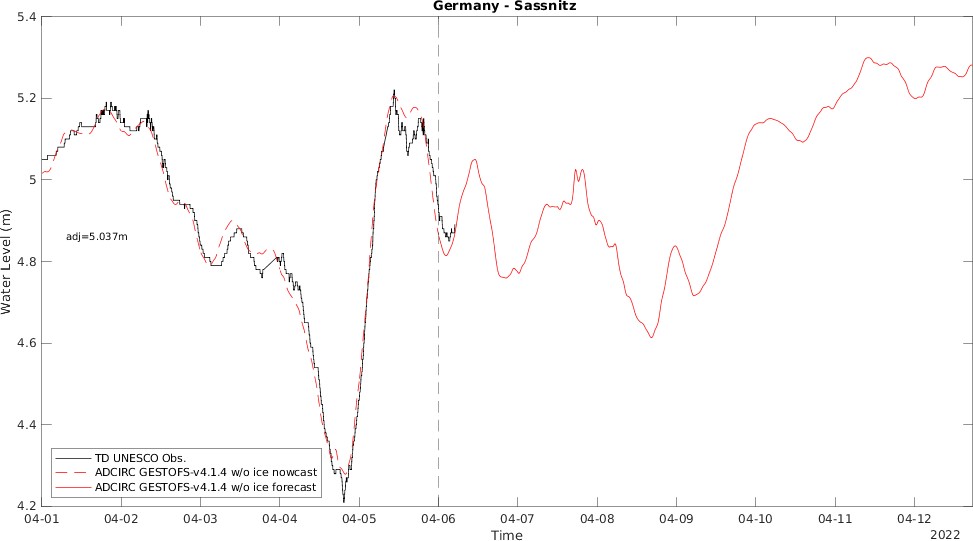 Germany - Sassnitz
5.4
5.2
5
4.8
4.6
4.4
4.2
Water Level (m)
adj=5.037m
TD UNESCO Obs.
ADCIRC GESTOFS-v4.1.4 w/o ice nowcast
ADCIRC GESTOFS-v4.1.4 w/o ice forecast
04-01 04-02 04-03 04-04 04-05 04-06 04-07 04-08 04-09 04-10 04-11 04-12
Time
2022